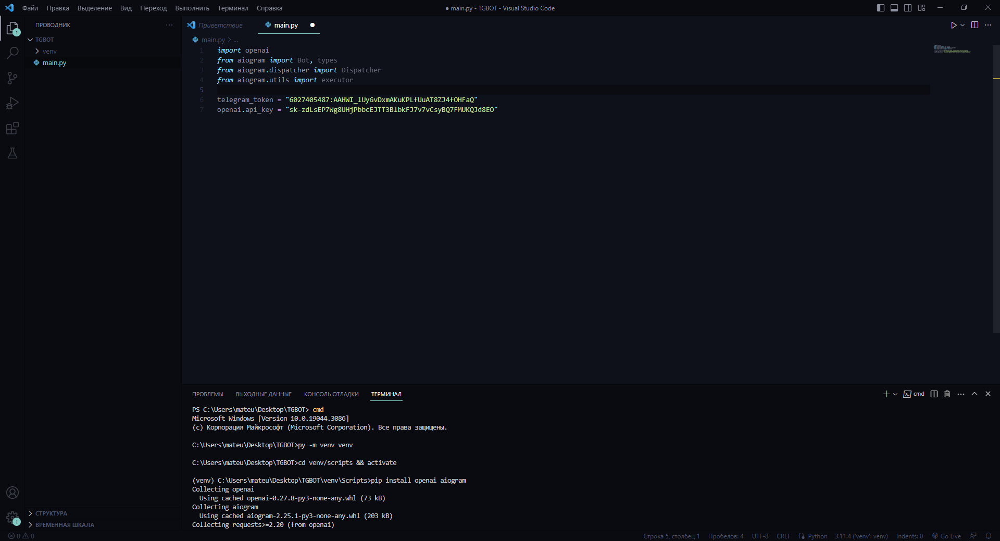 Файл Правка Выделение Вид Переход Выполнить Терминал Справка
● main.py - TGBOT - Visual Studio Code
ПРОВОДНИК
TGBOT
venv
main.py
Приветствие
main.py
main.py > ...
1 import openai
2 from aiogram import Bot, types
3 from aiogram.dispatcher import Dispatcher
4 from aiogram.utils import executor
5
6 telegram_token = "6027405487:AAHWI_lUyGvDxmAKuKPLfUuAT8ZJ4fOHFaQ"
7 openai.api_key = "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"
ПРОБЛЕМЫ ВЫХОДНЫЕ ДАННЫЕ КОНСОЛЬ ОТЛАДКИ ТЕРМИНАЛ
cmd
PS C:\Users\mateu\Desktop\TGBOT> cmd
Microsoft Windows [Version 10.0.19044.3086]
(c) Корпорация Майкрософт (Microsoft Corporation). Все права защищены.
C:\Users\mateu\Desktop\TGBOT>py -m venv venv
C:\Users\mateu\Desktop\TGBOT>cd venv/scripts && activate
(venv) C:\Users\mateu\Desktop\TGBOT\venv\Scripts>pip install openai aiogram
Collecting openai
Using cached openai-0.27.8-py3-none-any.whl (73 kB)
Collecting aiogram
Using cached aiogram-2.25.1-py3-none-any.whl (203 kB)
Collecting requests>=2.20 (from openai)
1
1
СТРУКТУРА
ВРЕМЕННАЯ ШКАЛА
0 0
Строка 5, столбец 1 Пробелов: 4 UTF-8 CRLF Python 3.11.4 ('venv': venv) Indents: 0 Go Live